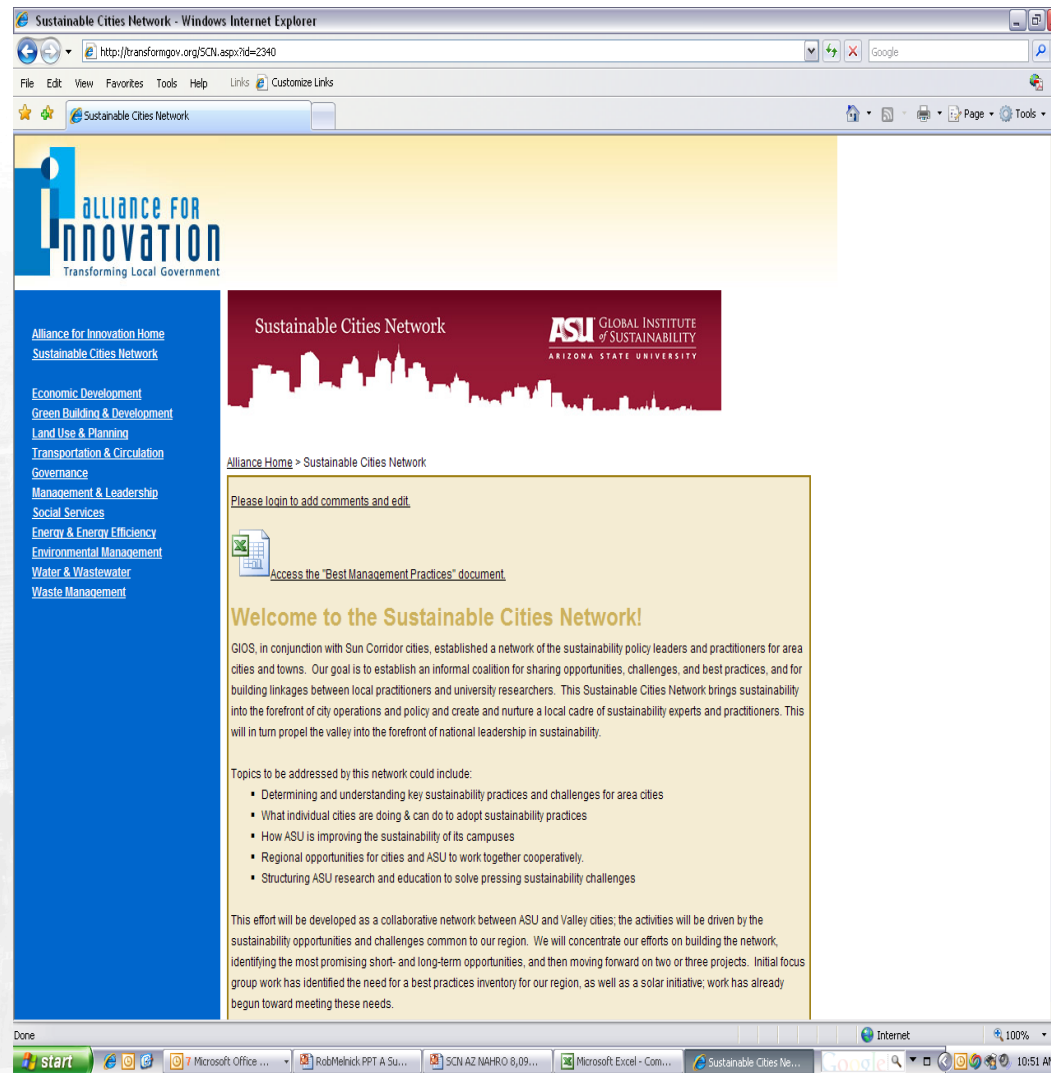 Sustainable Cities Network - Windows Internet Explorer
http://transformgov.org/SCN.aspx?id=2340
Google
File Edit View Favorites Tools Help Links Customize Links
Sustainable Cities Network
Page Tools
alliance for
innovation
Transforming Local Government
Alliance for Innovation Home
Sustainable Cities Network
Economic Development
Green Building & Development
Land Use & Planning
Transportation & Circulation
Governance
Management & Leadership
Social Services
Energy & Energy Efficiency
Environmental Management
Water & Wastewater
Waste Management
Sustainable Cities Network
ASU GLOBAL INSTITUTE
of SUSTAINABILITY
ARIZONA STATE UNIVERSITY
Alliance Home > Sustainable Cities Network
Please login to add comments and edit.
Access the "Best Management Practices" document.
Welcome to the Sustainable Cities Network!
GIOS, in conjunction with Sun Corridor cities, established a network of the sustainability policy leaders and practitioners for area
cities and towns. Our goal is to establish an informal coalition for sharing opportunities, challenges, and best practices, and for
building linkages between local practitioners and university researchers. This Sustainable Cities Network brings sustainability
into the forefront of city operations and policy and create and nurture a local cadre of sustainability experts and practitioners. This
will in turn propel the valley into the forefront of national leadership in sustainability.
Topics to be addressed by this network could include:
▪ Determining and understanding key sustainability practices and challenges for area cities
▪ What individual cities are doing & can do to adopt sustainability practices
▪ How ASU is improving the sustainability of its campuses
▪ Regional opportunities for cities and ASU to work together cooperatively.
▪ Structuring ASU research and education to solve pressing sustainability challenges
This effort will be developed as a collaborative network between ASU and Valley cities; the activities will be driven by the
sustainability opportunities and challenges common to our region. We will concentrate our efforts on building the network,
identifying the most promising short- and long-term opportunities, and then moving forward on two or three projects. Initial focus
group work has identified the need for a best practices inventory for our region, as well as a solar initiative; work has already
begun toward meeting these needs.
Done Internet 100%
start 7 Microsoft Office ... RobMelnick PPT A Su... SCN AZ NAHRO 8,09... Microsoft Excel - Com... Sustainable Cities Ne... Google 10:51 AM